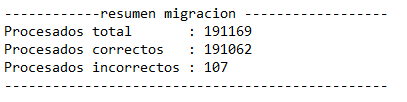 ------------resumen migracion ------------------
Procesados total       : 191169
Procesados correctos   : 191062
Procesados incorrectos : 107
------------------------------------------------